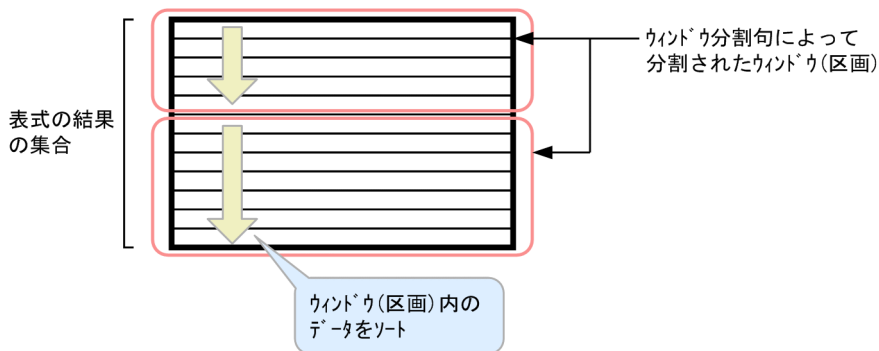 ｳｨﾝﾄﾞｳ分割句によって
分割されたｳｨﾝﾄﾞｳ(区画)
表式の結果
の集合
ｳｨﾝﾄﾞｳ(区画)内の
ﾃﾞｰﾀをｿｰﾄ